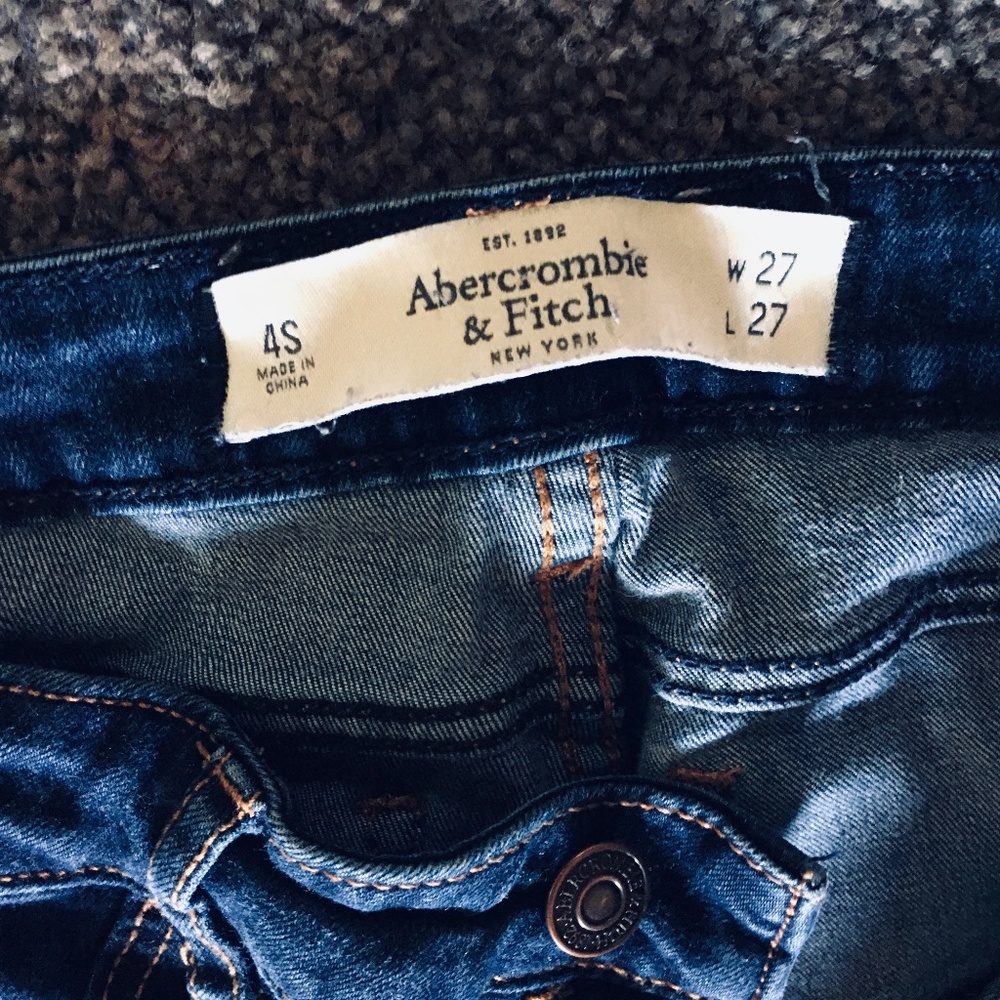 EST. 1892
Abercrombie
& Fitch
NEW YORK
4S
MADE IN
CHINA
W 27
L 27